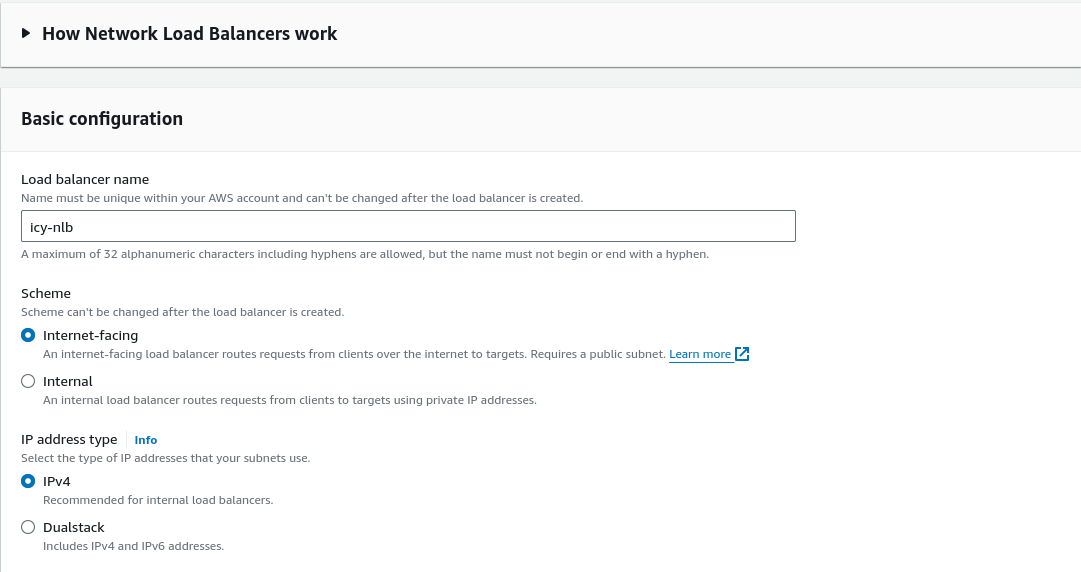 How Network Load Balancers work
Basic configuration
Load balancer name
Name must be unique within your AWS account and can't be changed after the load balancer is created.
icy-nlb
A maximum of 32 alphanumeric characters including hyphens are allowed, but the name must not begin or end with a hyphen.
Scheme
Scheme can't be changed after the load balancer is created.
Internet-facing
An internet-facing load balancer routes requests from clients over the internet to targets. Requires a public subnet. Learn more
Internal
An internal load balancer routes requests from clients to targets using private IP addresses.
IP address type Info
Select the type of IP addresses that your subnets use.
IPv4
Recommended for internal load balancers.
Dualstack
Includes IPv4 and IPv6 addresses.